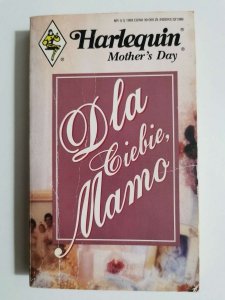 Harlequin®
Mother's Day
Dla
Ciebie,
Mamo